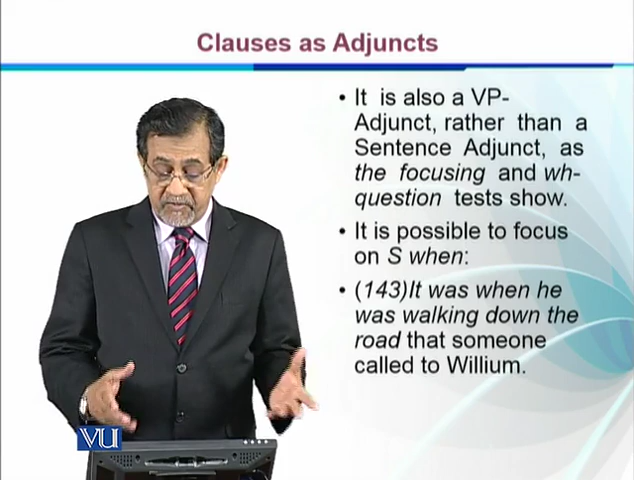 Clauses as Adjuncts
• It is also a VP-
Adjunct, rather than a
Sentence Adjunct, as
the focusing and wh-
question tests show.
• It is possible to focus
on S when:
• (143)It was when he
was walking down the
road that someone
called to Willium.
VU